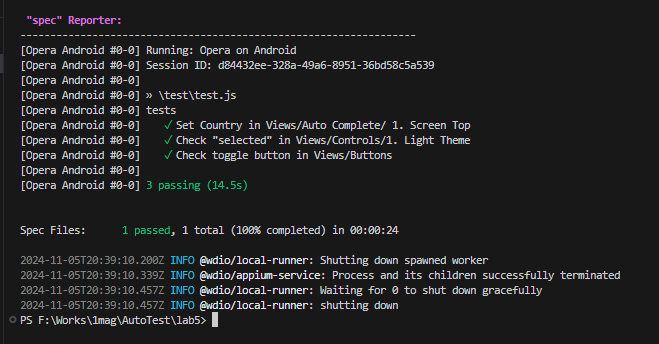 "spec" Reporter:
------------------------------------------------------------------
[Opera Android #0-0] Running: Opera on Android
[Opera Android #0-0] Session ID: d84432ee-328a-49a6-8951-36bd58c5a539
[Opera Android #0-0]
[Opera Android #0-0] » \test\test.js
[Opera Android #0-0] tests
[Opera Android #0-0]    ✓ Set Country in Views/Auto Complete/ 1. Screen Top
[Opera Android #0-0]    ✓ Check "selected" in Views/Controls/1. Light Theme
[Opera Android #0-0]    ✓ Check toggle button in Views/Buttons
[Opera Android #0-0]
[Opera Android #0-0] 3 passing (14.5s)
Spec Files:      1 passed, 1 total (100% completed) in 00:00:24
2024-11-05T20:39:10.200Z INFO @wdio/local-runner: Shutting down spawned worker
2024-11-05T20:39:10.339Z INFO @wdio/appium-service: Process and its children successfully terminated
2024-11-05T20:39:10.457Z INFO @wdio/local-runner: Waiting for 0 to shut down gracefully
2024-11-05T20:39:10.457Z INFO @wdio/local-runner: shutting down
PS F:\Works\1mag\AutoTest\lab5>